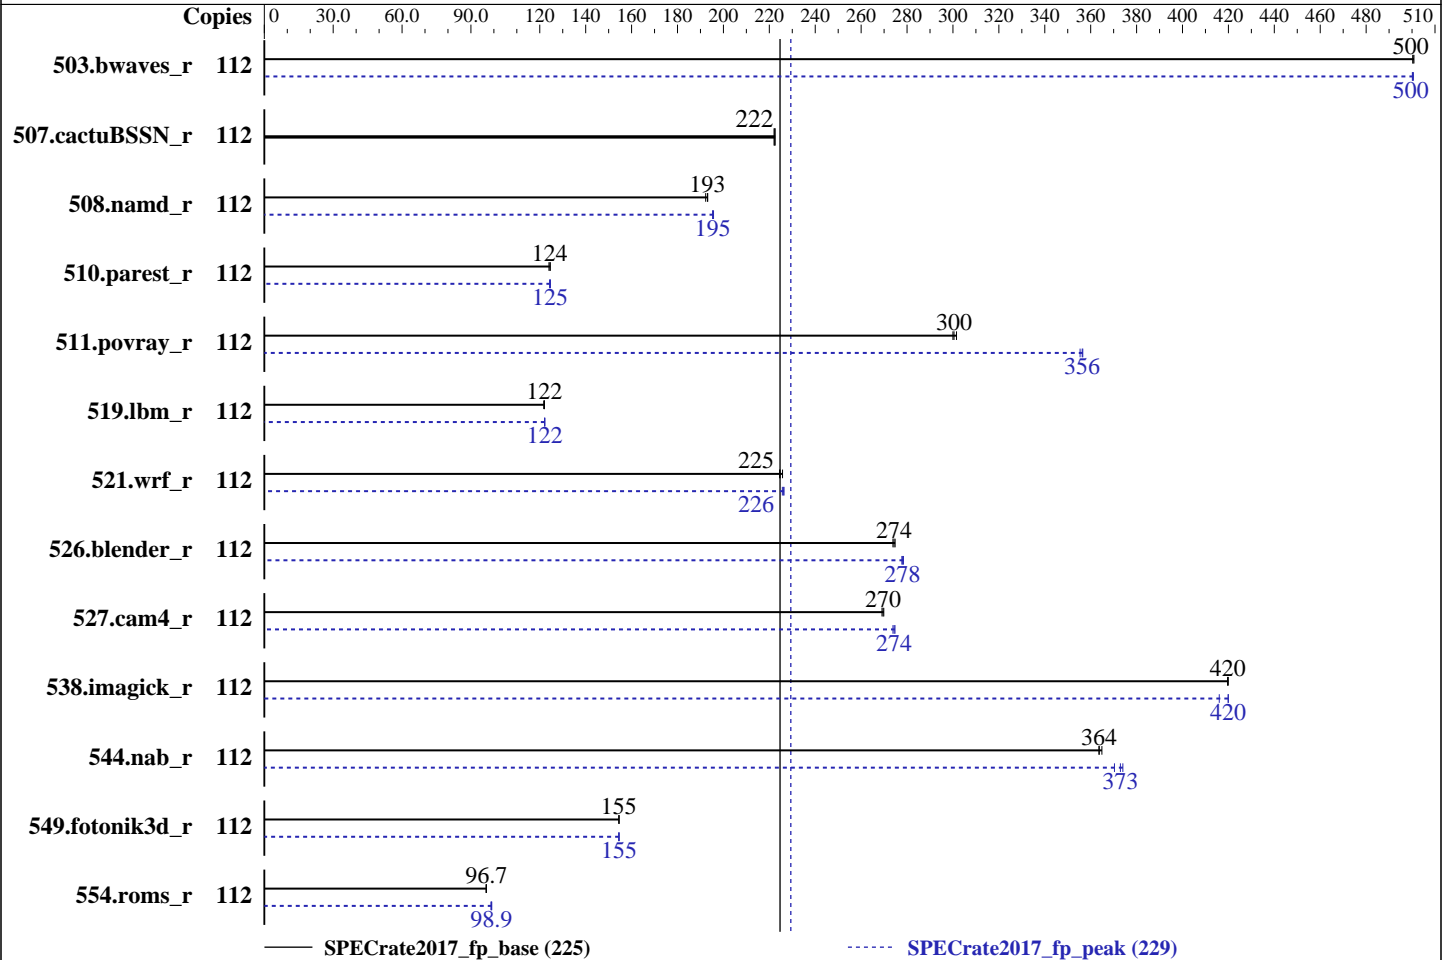 Copies 0 30.0 60.0 90.0 120 140 160 180 200 220 240 260 280 300 320 340 360 380 400 420 440 460 480 510
503.bwaves_r 112 500
500
507.cactuBSSN_r 112 222
508.namd_r 112 193
195
510.parest_r 112 124
125
511.povray_r 112 300
356
519.lbm_r 112 122
122
521.wrf_r 112 225
226
526.blender_r 112 274
278
527.cam4_r 112 270
274
538.imagick_r 112 420
420
544.nab_r 112 364
373
549.fotonik3d_r 112 155
155
554.roms_r 112 96.7
98.9
SPECrate2017_fp_base (225) SPECrate2017_fp_peak (229)